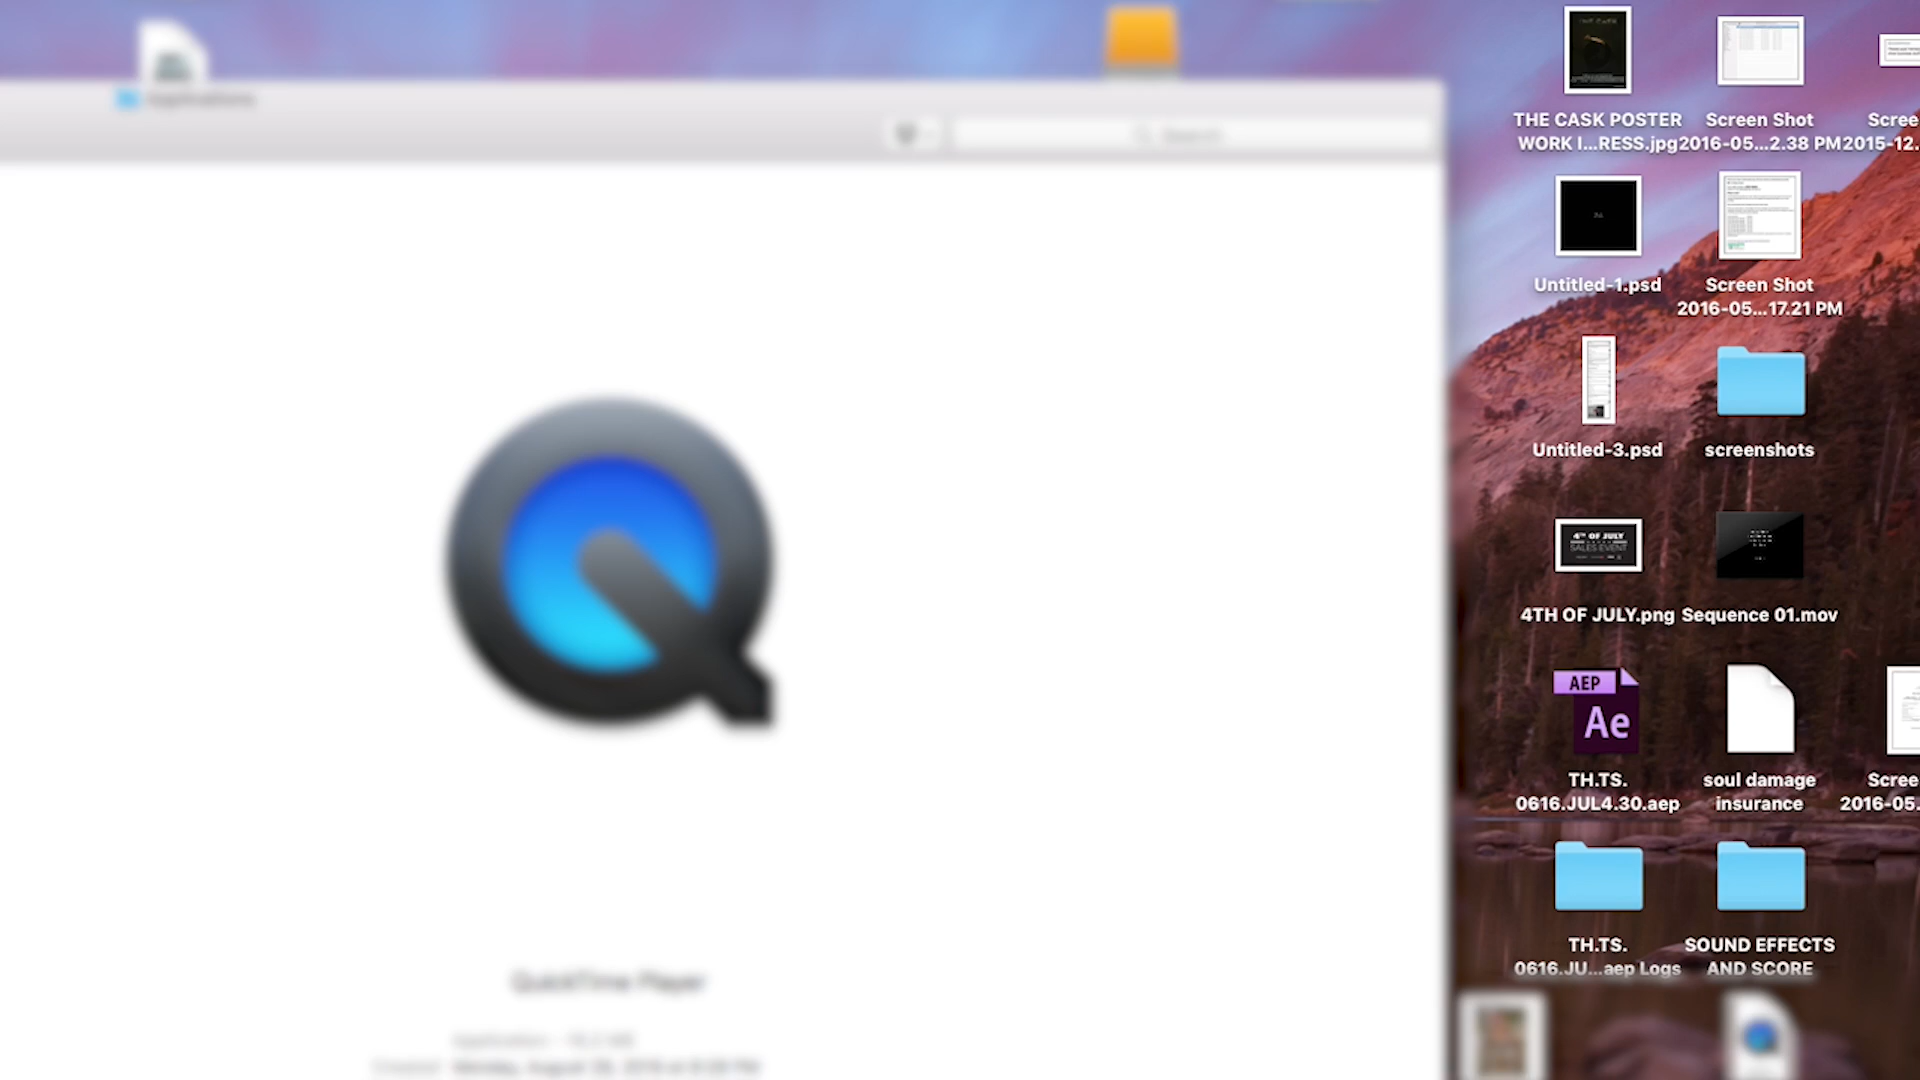 Applications
Search
THE CASK POSTER
WORK I...RESS.jpg
Screen Shot
2016-05...2.38 PM
Scree
2015-12.
Untitled-1.psd
Screen Shot
2016-05...17.21 PM
Untitled-3.psd
screenshots
4TH OF JULY
SALES EVENT
4TH OF JULY.png
Sequence 01.mov
AEP
Ae
TH.TS.
0616.JUL4.30.aep
soul damage
insurance
Scree
2016-05.
TH.TS.
0616.JU...aep Logs
SOUND EFFECTS
AND SCORE
QuickTime Player